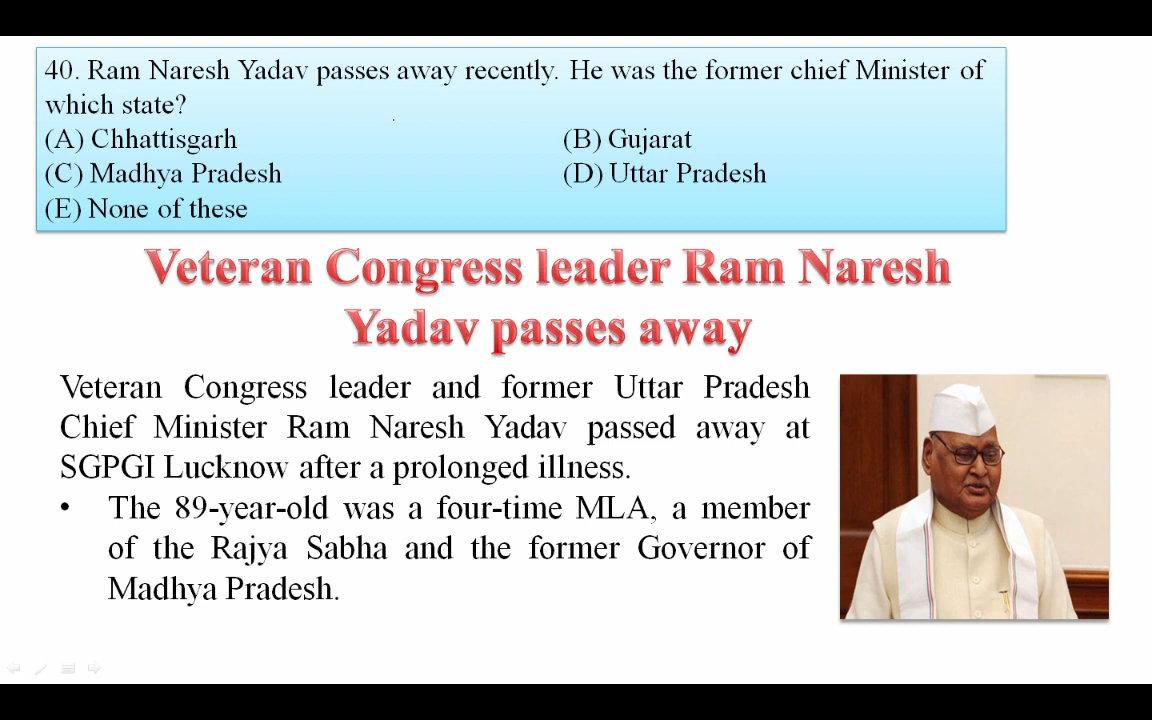 40. Ram Naresh Yadav passes away recently. He was the former chief Minister of
which state?
(A) Chhattisgarh (B) Gujarat
(C) Madhya Pradesh (D) Uttar Pradesh
(E) None of these
Veteran Congress leader Ram Naresh
Yadav passes away
Veteran Congress leader and former Uttar Pradesh
Chief Minister Ram Naresh Yadav passed away at
SGPGI Lucknow after a prolonged illness.
• The 89-year-old was a four-time MLA, a member
of the Rajya Sabha and the former Governor of
Madhya Pradesh.